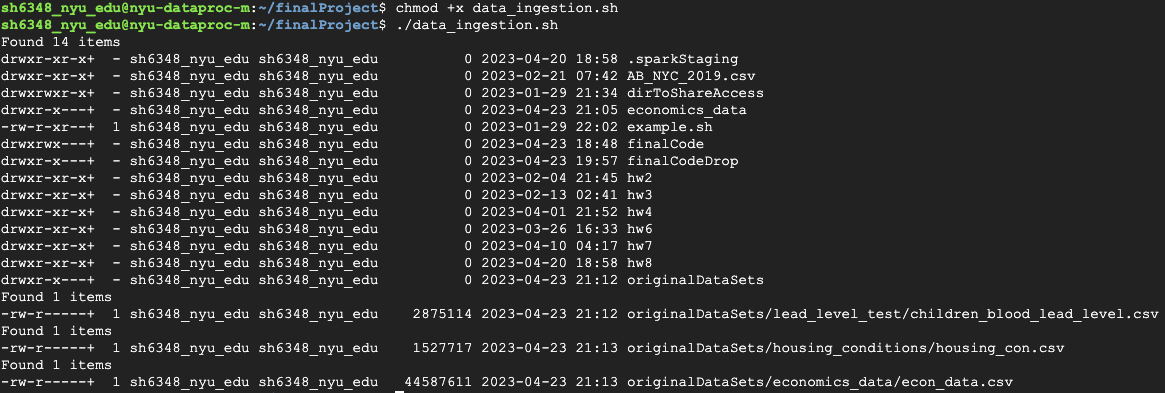 sh6348_nyu_edu@nyu-dataproc-m:~/finalProject$ chmod +x data_ingestion.sh
sh6348_nyu_edu@nyu-dataproc-m:~/finalProject$ ./data_ingestion.sh
Found 14 items
drwxr-xr-x+  - sh6348_nyu_edu sh6348_nyu_edu          0 2023-04-20 18:58 .sparkStaging
drwxr-xr-x+  - sh6348_nyu_edu sh6348_nyu_edu          0 2023-02-21 07:42 AB_NYC_2019.csv
drwxrwxr-x+  - sh6348_nyu_edu sh6348_nyu_edu          0 2023-01-29 21:34 dirToShareAccess
drwxr-x---+  - sh6348_nyu_edu sh6348_nyu_edu          0 2023-04-23 21:05 economics_data
-rw-r-xr--+  1 sh6348_nyu_edu sh6348_nyu_edu          0 2023-01-29 22:02 example.sh
drwxrwx---+  - sh6348_nyu_edu sh6348_nyu_edu          0 2023-04-23 18:48 finalCode
drwxr-x---+  - sh6348_nyu_edu sh6348_nyu_edu          0 2023-04-23 19:57 finalCodeDrop
drwxr-xr-x+  - sh6348_nyu_edu sh6348_nyu_edu          0 2023-02-04 21:45 hw2
drwxr-xr-x+  - sh6348_nyu_edu sh6348_nyu_edu          0 2023-02-13 02:41 hw3
drwxr-xr-x+  - sh6348_nyu_edu sh6348_nyu_edu          0 2023-04-01 21:52 hw4
drwxr-xr-x+  - sh6348_nyu_edu sh6348_nyu_edu          0 2023-03-26 16:33 hw6
drwxr-xr-x+  - sh6348_nyu_edu sh6348_nyu_edu          0 2023-04-10 04:17 hw7
drwxr-xr-x+  - sh6348_nyu_edu sh6348_nyu_edu          0 2023-04-20 18:58 hw8
drwxr-x---+  - sh6348_nyu_edu sh6348_nyu_edu          0 2023-04-23 21:12 originalDataSets
Found 1 items
-rw-r-----+  1 sh6348_nyu_edu sh6348_nyu_edu    2875114 2023-04-23 21:12 originalDataSets/lead_level_test/children_blood_lead_level.csv
Found 1 items
-rw-r-----+  1 sh6348_nyu_edu sh6348_nyu_edu    1527717 2023-04-23 21:13 originalDataSets/housing_conditions/housing_con.csv
Found 1 items
-rw-r-----+  1 sh6348_nyu_edu sh6348_nyu_edu   44587611 2023-04-23 21:13 originalDataSets/economics_data/econ_data.csv